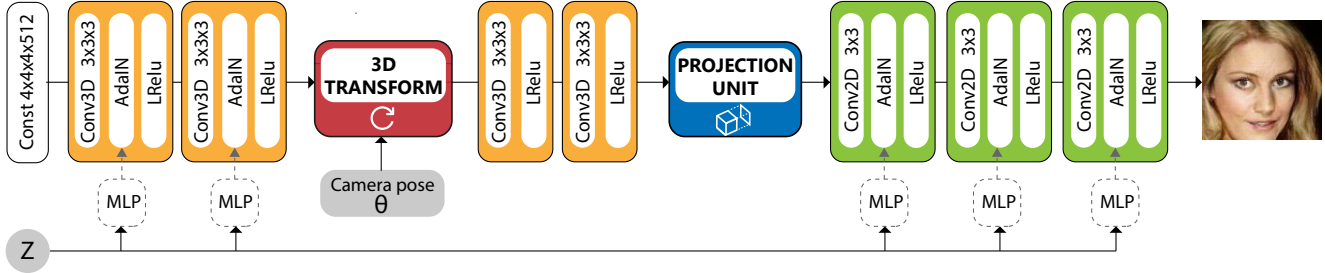 Const 4x4x4x512
Conv3D 3x3x3
AdaIN
LRelu
Conv3D 3x3x3
AdaIN
LRelu
3D
TRANSFORM
Conv3D 3x3x3
LRelu
Conv3D 3x3x3
LRelu
PROJECTION
UNIT
Conv2D 3x3
AdaIN
LRelu
Conv2D 3x3
AdaIN
LRelu
Conv2D 3x3
AdaIN
LRelu
Camera pose
θ
MLP
MLP
MLP
MLP
MLP
Z